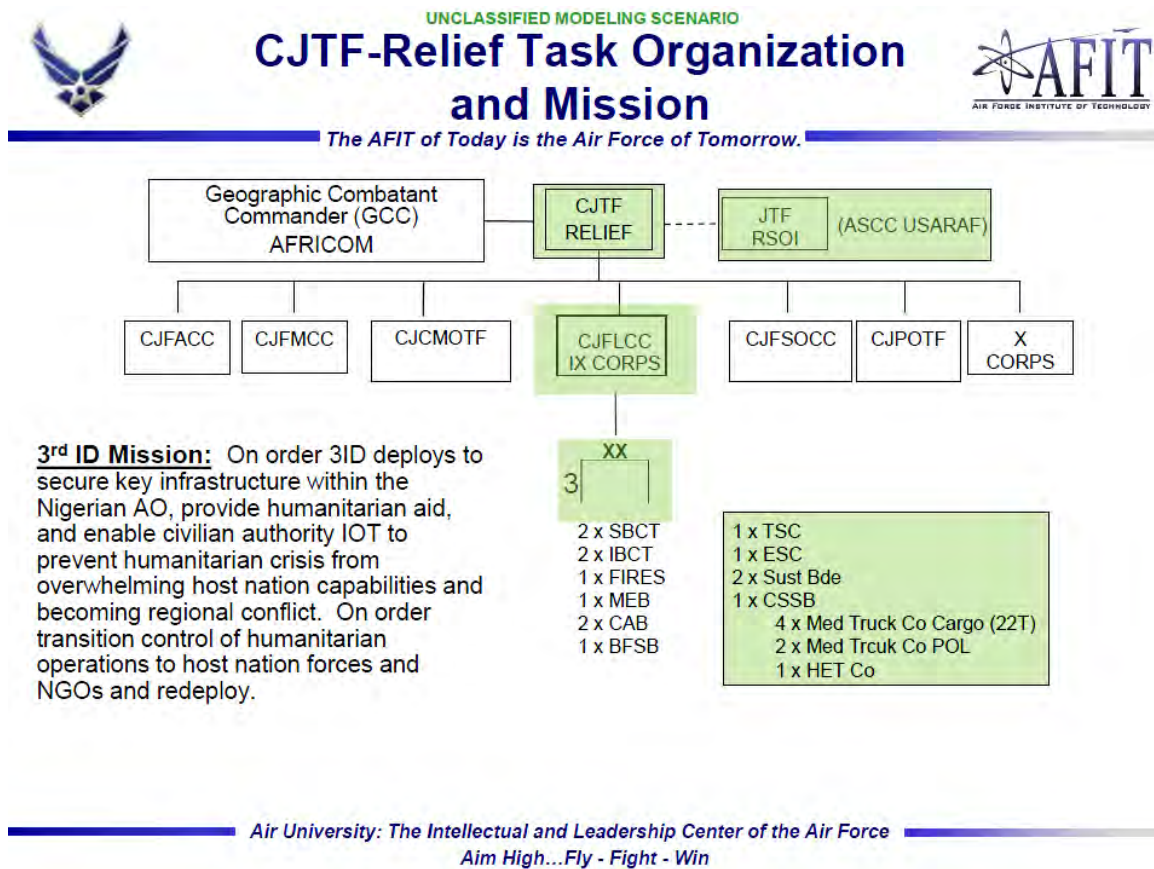 UNCLASSIFIED MODELING SCENARIO
CJTF-Relief Task Organization
and Mission
AFIT
AIR FORCE INSTITUTE OF TECHNOLOGY
The AFIT of Today is the Air Force of Tomorrow.
Geographic Combatant
Commander (GCC)
AFRICOM
CJTF
RELIEF
JTF
RSOI
(ASCC USARAF)
CJFACC
CJFMCC
CJCMOTF
CJFLCC
IX CORPS
CJFSOCC
CJPOTF
X
CORPS
3rd ID Mission: On order 3ID deploys to
secure key infrastructure within the
Nigerian AO, provide humanitarian aid,
and enable civilian authority IOT to
prevent humanitarian crisis from
overwhelming host nation capabilities and
becoming regional conflict. On order
transition control of humanitarian
operations to host nation forces and
NGOs and redeploy.
XX
3
2 x SBCT
2 x IBCT
1 x FIRES
1 x MEB
2 x CAB
1 x BFSB
1 x TSC
1 x ESC
2 x Sust Bde
1 x CSSB
4 x Med Truck Co Cargo (22T)
2 x Med Trcuk Co POL
1 x HET Co
Air University: The Intellectual and Leadership Center of the Air Force
Aim High...Fly - Fight - Win